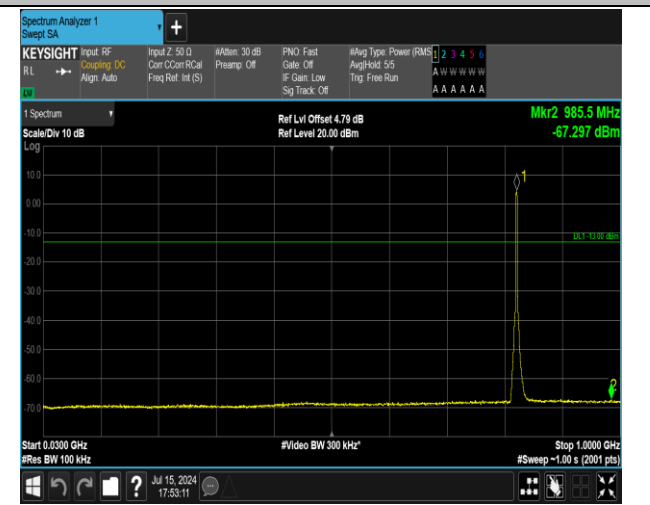 Spectrum Analyzer 1
Swept SA
KEYSIGHT
R L
Input: RF
Coupling: DC
Align: Auto
Input Z: 50 Ω
Corr CCorr RCal
Freq Ref: Int (S)
#Atten: 30 dB
Preamp: Off
PNO: Fast
Gate: Off
IF Gain: Low
Sig Track: Off
#Avg Type: Power (RMS
Avg|Hold: 5/5
Trig: Free Run
1 2 3 4 5 6
A W W W W W
A A A A A A
1 Spectrum
Scale/Div 10 dB
Ref Lvl Offset 4.79 dB
Ref Level 20.00 dBm
Mkr2 985.5 MHz
-67.297 dBm
Log
10.0
0.00
-10.0
-20.0
-30.0
-40.0
-50.0
-60.0
-70.0
1
DL1 -13.00 dBm
2
Start 0.0300 GHz
#Res BW 100 kHz
#Video BW 300 kHz*
Stop 1.0000 GHz
#Sweep ~1.00 s (2001 pts)
Jul 15, 2024
17:53:11